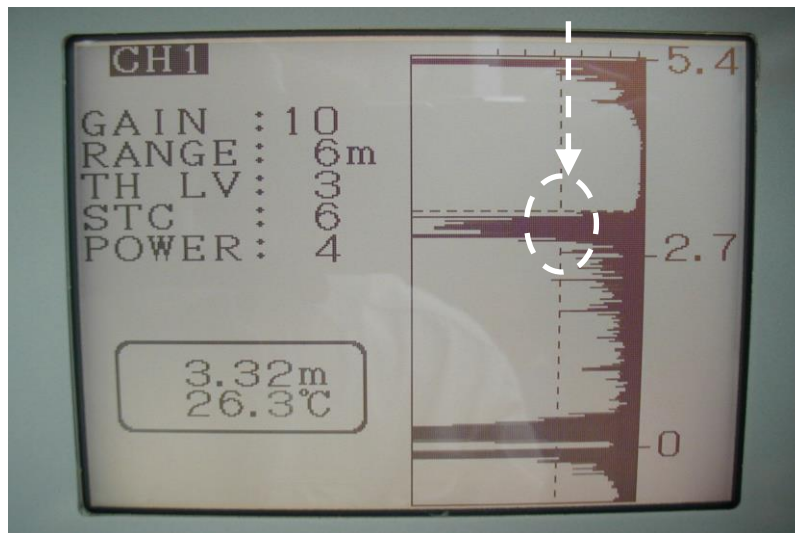 CH1
GAIN : 10
RANGE: 6m
TH LV: 3
STC : 6
POWER: 4
3.32m
26.3℃
5.4
2.7
0